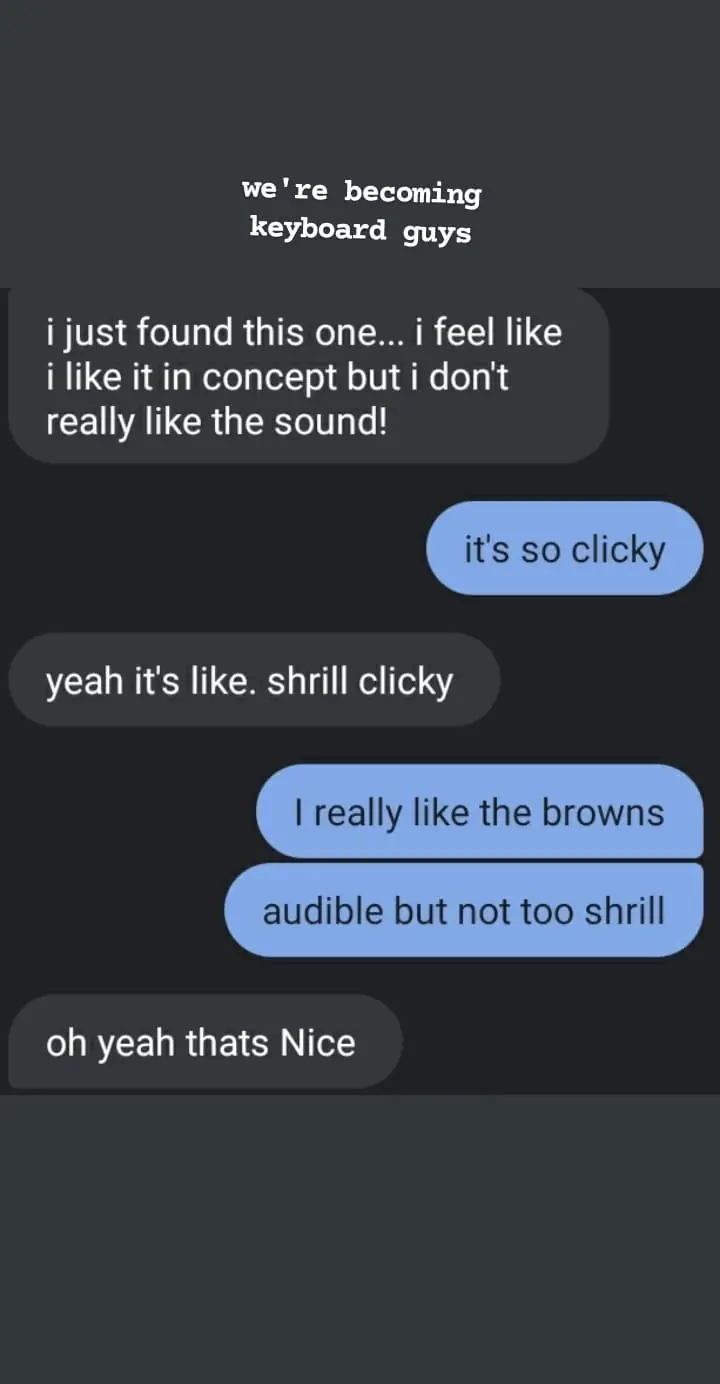 we're becoming
keyboard guys
i just found this one... i feel like
i like it in concept but i don't
really like the sound!
it's so clicky
yeah it's like. shrill clicky
I really like the browns
audible but not too shrill
oh yeah thats Nice